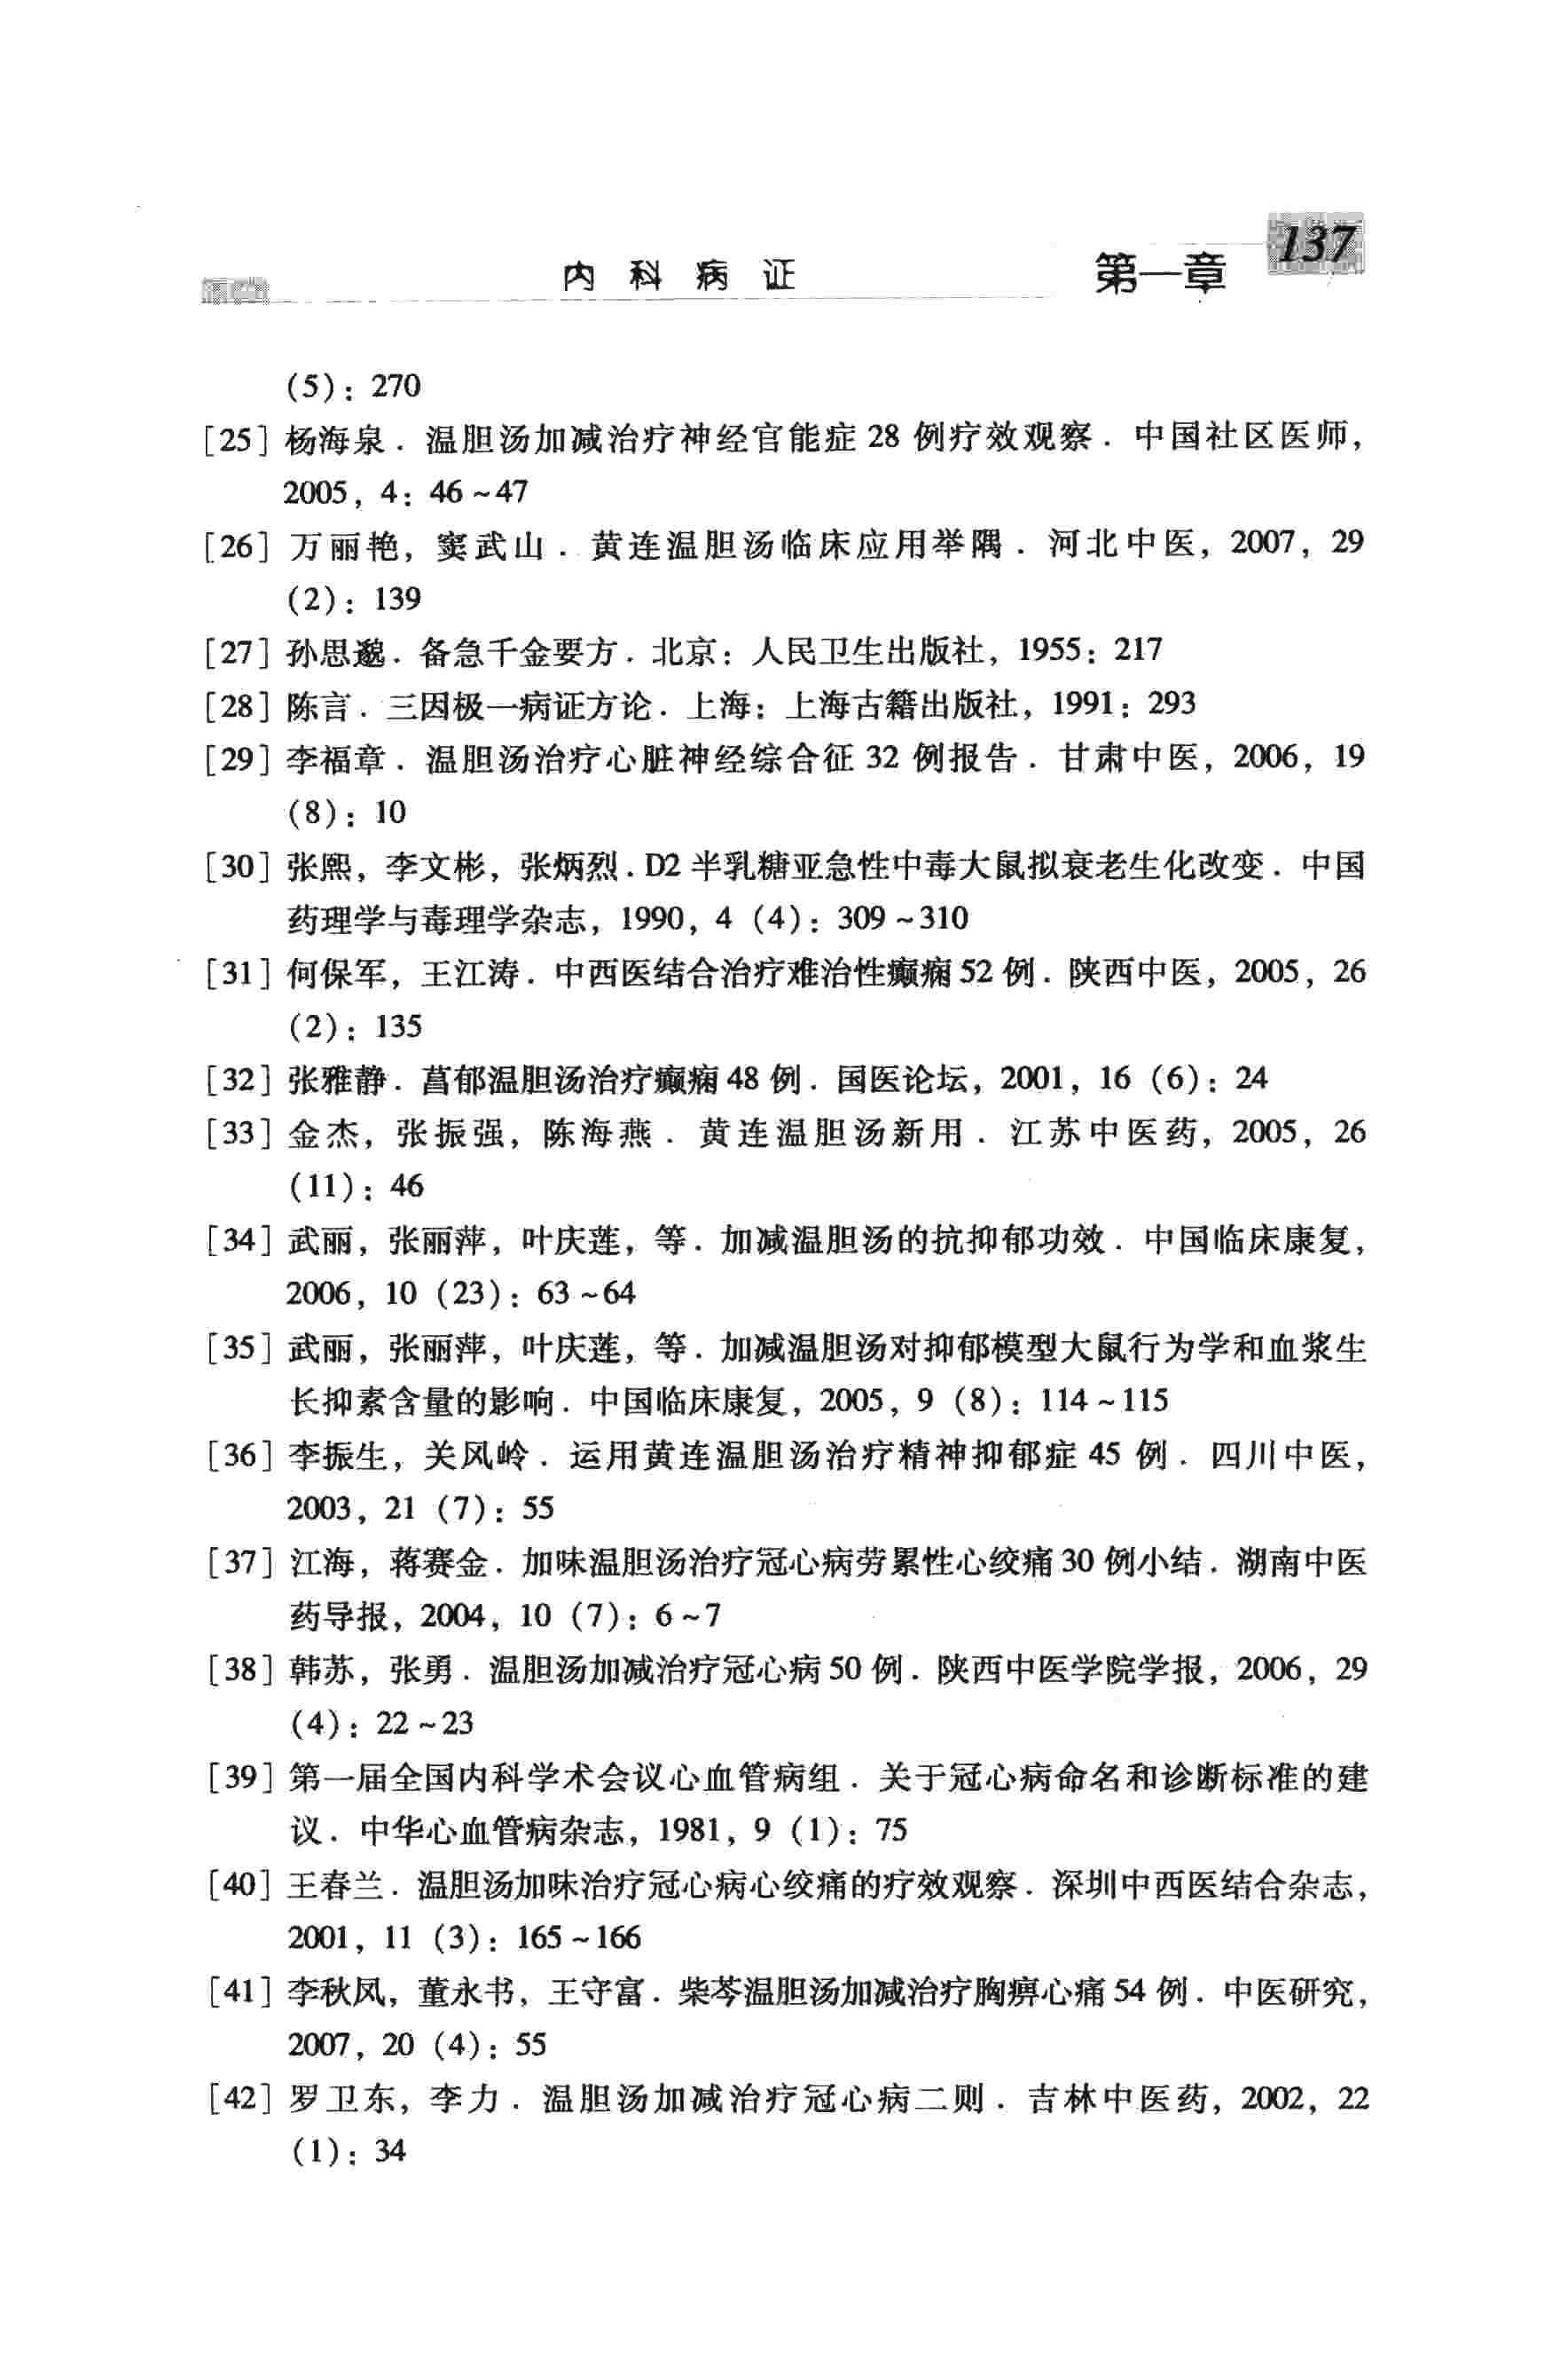 内科病证 第一章 137
(5): 270
[25] 杨海泉. 温胆汤加减治疗神经官能症 28 例疗效观察. 中国社区医师,
2005, 4: 46~47
[26] 万丽艳, 窦武山. 黄连温胆汤临床应用举隅. 河北中医, 2007, 29
(2): 139
[27] 孙思邈. 备急千金要方. 北京: 人民卫生出版社, 1955: 217
[28] 陈言. 三因极一病证方论. 上海: 上海古籍出版社, 1991: 293
[29] 李福章. 温胆汤治疗心脏神经综合征 32 例报告. 甘肃中医, 2006, 19
(8): 10
[30] 张熙, 李文彬, 张炳烈. D2 半乳糖亚急性中毒大鼠拟衰老生化改变. 中国
药理学与毒理学杂志, 1990, 4 (4): 309~310
[31] 何保军, 王江涛. 中西医结合治疗难治性癫痫 52 例. 陕西中医, 2005, 26
(2): 135
[32] 张雅静. 菖郁温胆汤治疗癫痫 48 例. 国医论坛, 2001, 16 (6): 24
[33] 金杰, 张振强, 陈海燕. 黄连温胆汤新用. 江苏中医药, 2005, 26
(11): 46
[34] 武丽, 张丽萍, 叶庆莲, 等. 加减温胆汤的抗抑郁功效. 中国临床康复,
2006, 10 (23): 63~64
[35] 武丽, 张丽萍, 叶庆莲, 等. 加减温胆汤对抑郁模型大鼠行为学和血浆生
长抑素含量的影响. 中国临床康复, 2005, 9 (8): 114~115
[36] 李振生, 关风岭. 运用黄连温胆汤治疗精神抑郁症 45 例. 四川中医,
2003, 21 (7): 55
[37] 江海, 蒋赛金. 加味温胆汤治疗冠心病劳累性心绞痛 30 例小结. 湖南中医
药导报, 2004, 10 (7): 6~7
[38] 韩苏, 张勇. 温胆汤加减治疗冠心病 50 例. 陕西中医学院学报, 2006, 29
(4): 22~23
[39] 第一届全国内科学术会议心血管病组. 关于冠心病命名和诊断标准的建
议. 中华心血管病杂志, 1981, 9 (1): 75
[40] 王春兰. 温胆汤加味治疗冠心病心绞痛的疗效观察. 深圳中西医结合杂志,
2001, 11 (3): 165~166
[41] 李秋凤, 董永书, 王守富. 柴芩温胆汤加减治疗胸痹心痛 54 例. 中医研究,
2007, 20 (4): 55
[42] 罗卫东, 李力. 温胆汤加减治疗冠心病二则. 吉林中医药, 2002, 22
(1): 34